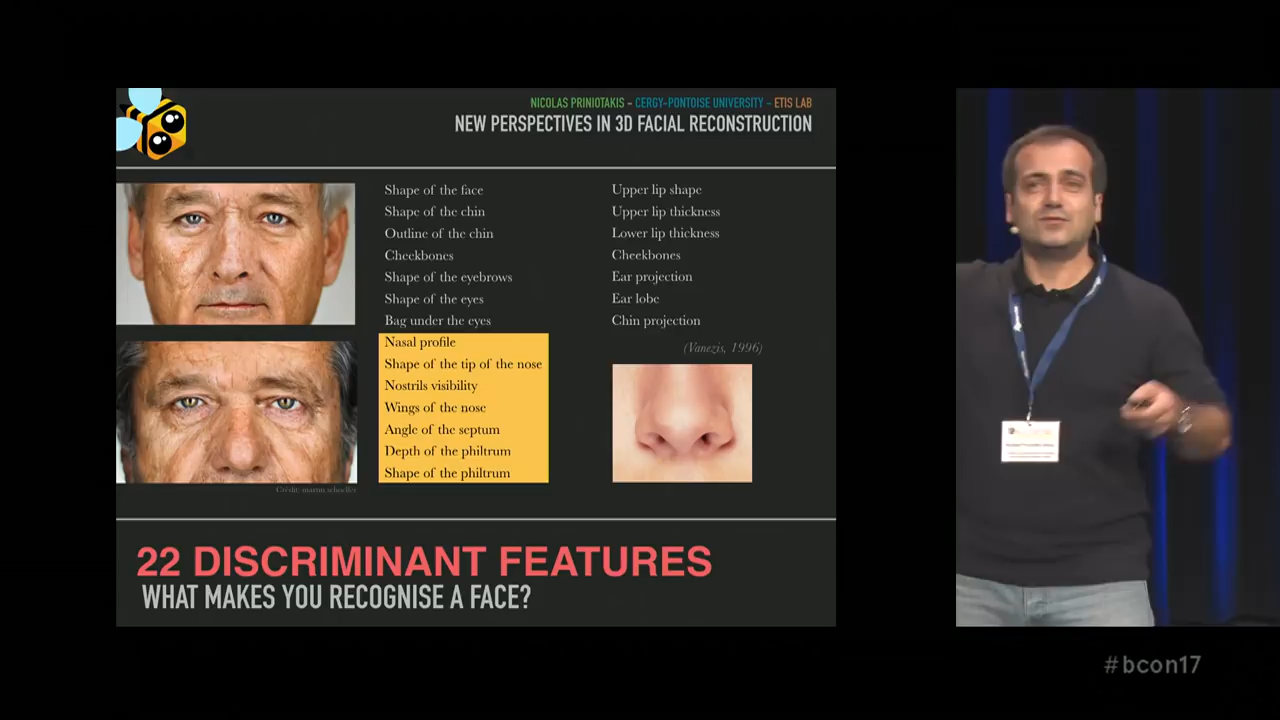 NICOLAS PRINIOTAKIS – CERGY-PONTOISE UNIVERSITY – ETIS LAB
NEW PERSPECTIVES IN 3D FACIAL RECONSTRUCTION
Shape of the face
Shape of the chin
Outline of the chin
Cheekbones
Shape of the eyebrows
Shape of the eyes
Bag under the eyes
Nasal profile
Shape of the tip of the nose
Nostrils visibility
Wings of the nose
Angle of the septum
Depth of the philtrum
Shape of the philtrum
Upper lip shape
Upper lip thickness
Lower lip thickness
Cheekbones
Ear projection
Ear lobe
Chin projection
(Vanezis, 1996)
Crédit: martin schoeller
22 DISCRIMINANT FEATURES
WHAT MAKES YOU RECOGNISE A FACE?
#bcon17